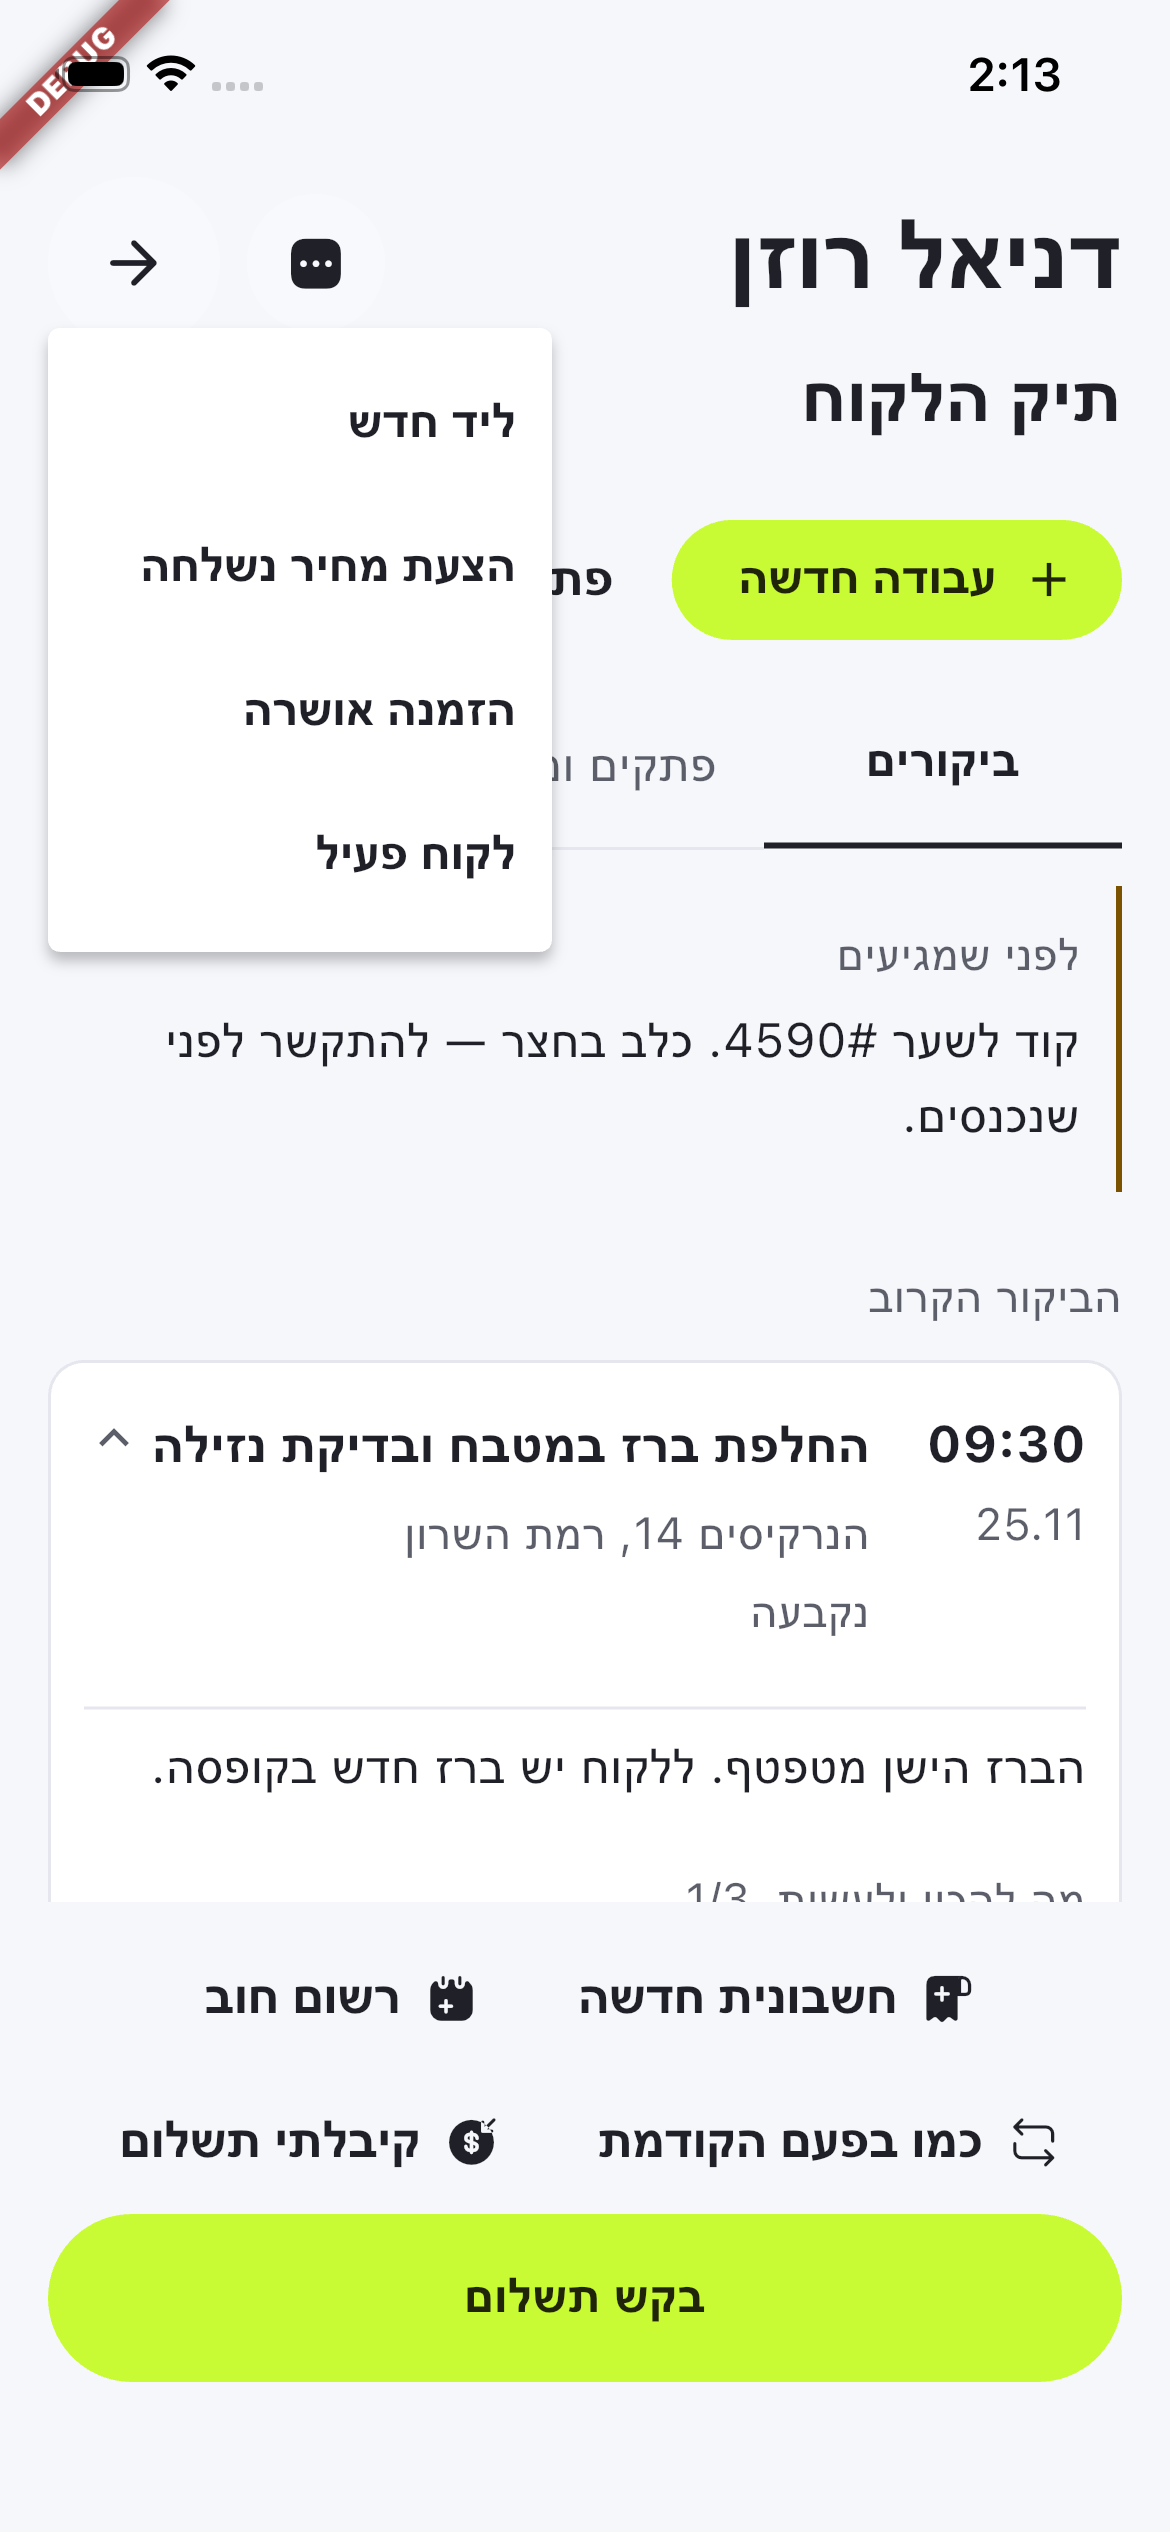 2:13
DEBUG
דניאל רוזן
תיק הלקוח
ליד חדש
הצעת מחיר נשלחה
הזמנה אושרה
לקוח פעיל
עבודה חדשה
ביקורים
פתקים
לפני שמגיעים
קוד לשער #4590. כלב בחצר — להתקשר לפני
שנכנסים.
הביקור הקרוב
09:30
החלפת ברז במטבח ובדיקת נזילה
25.11
הנרקיסים 14, רמת השרון
נקבעה
הברז הישן מטפטף. ללקוח יש ברז חדש בקופסה.
1/3
חשבונית חדשה
רשום חוב
כמו בפעם הקודמת
קיבלתי תשלום
בקש תשלום